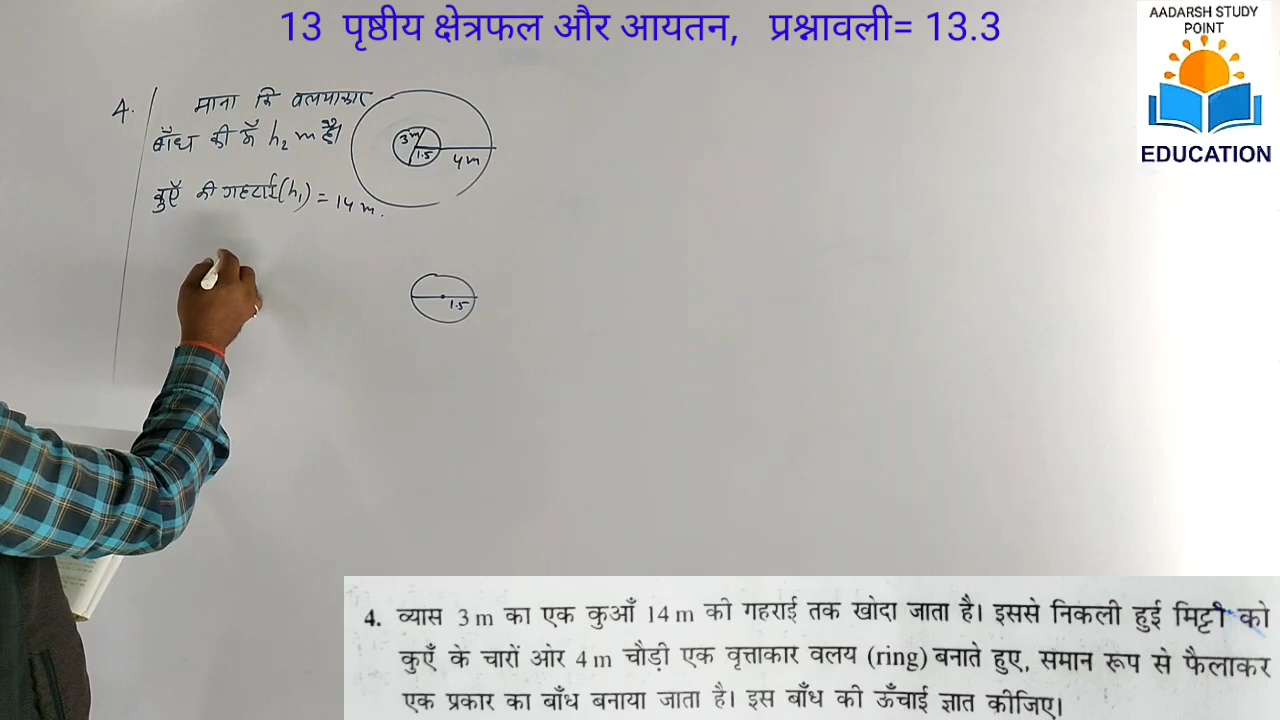 13 पृष्ठीय क्षेत्रफल और आयतन, प्रश्नावली= 13.3
AADARSH STUDY
POINT
EDUCATION
4. माना कि वलयाकार
बाँध की ऊँ h₂ m है।
कुएँ की गहराई (h₁) = 14 m.
3 m
1.5
4 m
1.5
4. व्यास 3 m का एक कुआँ 14 m की गहराई तक खोदा जाता है। इससे निकली हुई मिट्टी को
कुएँ के चारों ओर 4 m चौड़ी एक वृत्ताकार वलय (ring) बनाते हुए, समान रूप से फैलाकर
एक प्रकार का बाँध बनाया जाता है। इस बाँध की ऊँचाई ज्ञात कीजिए।